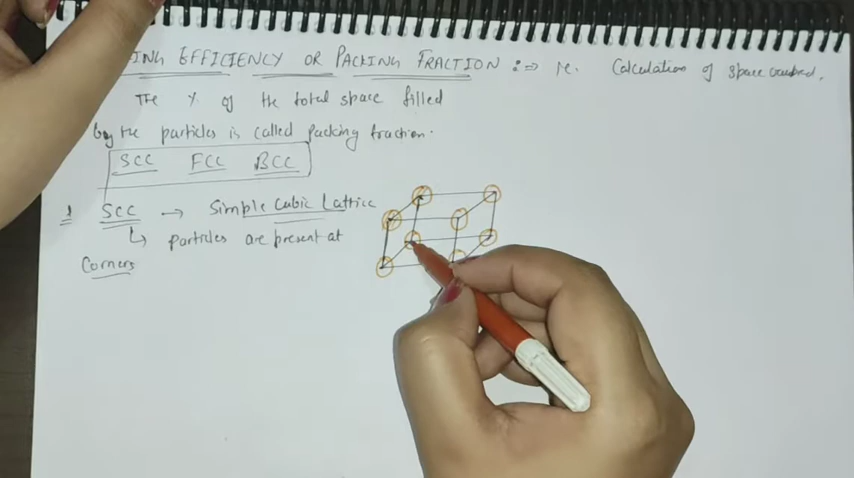 ING EFFICIENCY OR PACKING FRACTION :⇒ Calculation of space
The % of the total space filled
by the particles is called packing fraction.
SCC FCC BCC
1 SCC → Simple Cubic Lattice
↳ particles are present at
Corners